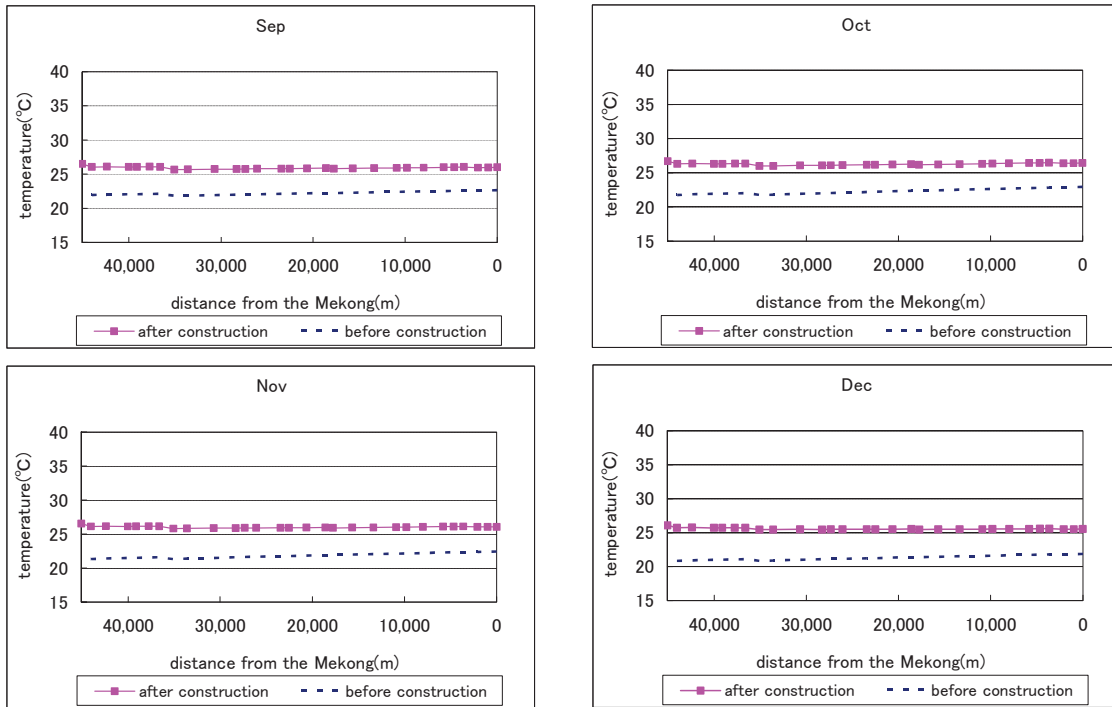 Sep
temperature(℃)
40
35
30
25
20
15
40,000 30,000 20,000 10,000 0
distance from the Mekong(m)
after construction before construction
Oct
temperature(℃)
40
35
30
25
20
15
40,000 30,000 20,000 10,000 0
distance from the Mekong(m)
after construction before construction
Nov
temperature(℃)
40
35
30
25
20
15
40,000 30,000 20,000 10,000 0
distance from the Mekong(m)
after construction before construction
Dec
temperature(℃)
40
35
30
25
20
15
40,000 30,000 20,000 10,000 0
distance from the Mekong(m)
after construction before construction